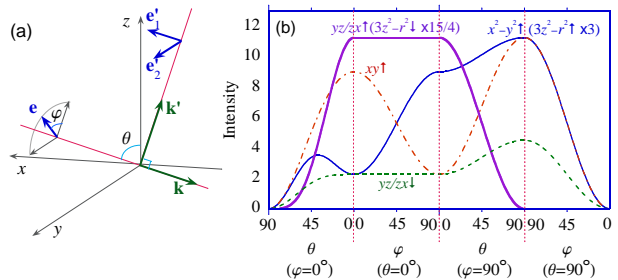 (a)
z
e'₁
e'₂
e
φ
k'
θ
x
k
y
(b)
yz/zx↑(3z²–r²↓ x15/4)
x²–y²↑(3z²–r²↑ x3)
xy↑
yz/zx↓
Intensity
12
10
8
6
4
2
0
90 45 0 0 45 90 90 45 90 90 45 0
θ φ θ φ
(φ=0°) (θ=0°) (φ=90°) (θ=90°)